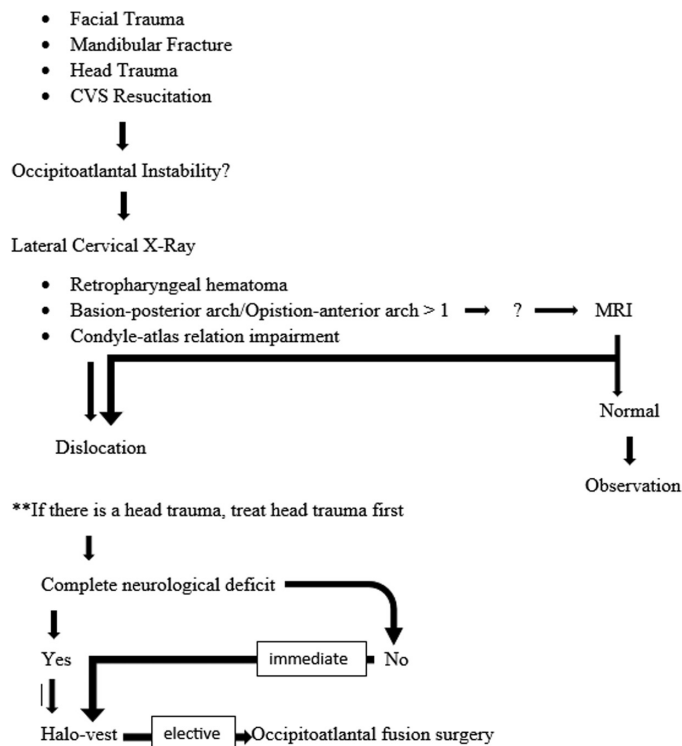 • Facial Trauma
• Mandibular Fracture
• Head Trauma
• CVS Resucitation
Occipitoatlantal Instability?
Lateral Cervical X-Ray
• Retropharyngeal hematoma
• Basion-posterior arch/Opistion-anterior arch > 1 ? MRI
• Condyle-atlas relation impairment
Normal
Dislocation
Observation
**If there is a head trauma, treat head trauma first
Complete neurological deficit
Yes immediate No
Halo-vest elective Occipitoatlantal fusion surgery